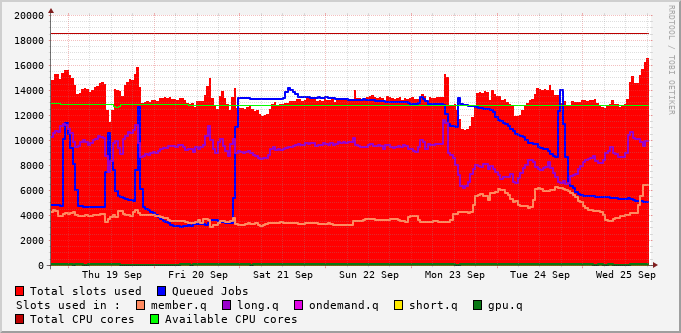 20000
18000
16000
14000
12000
10000
8000
6000
4000
2000
0
Thu 19 Sep Fri 20 Sep Sat 21 Sep Sun 22 Sep Mon 23 Sep Tue 24 Sep Wed 25 Sep
RRDTOOL / TOBI OETIKER
Total slots used Queued Jobs
Slots used in : member.q long.q ondemand.q short.q gpu.q
Total CPU cores Available CPU cores